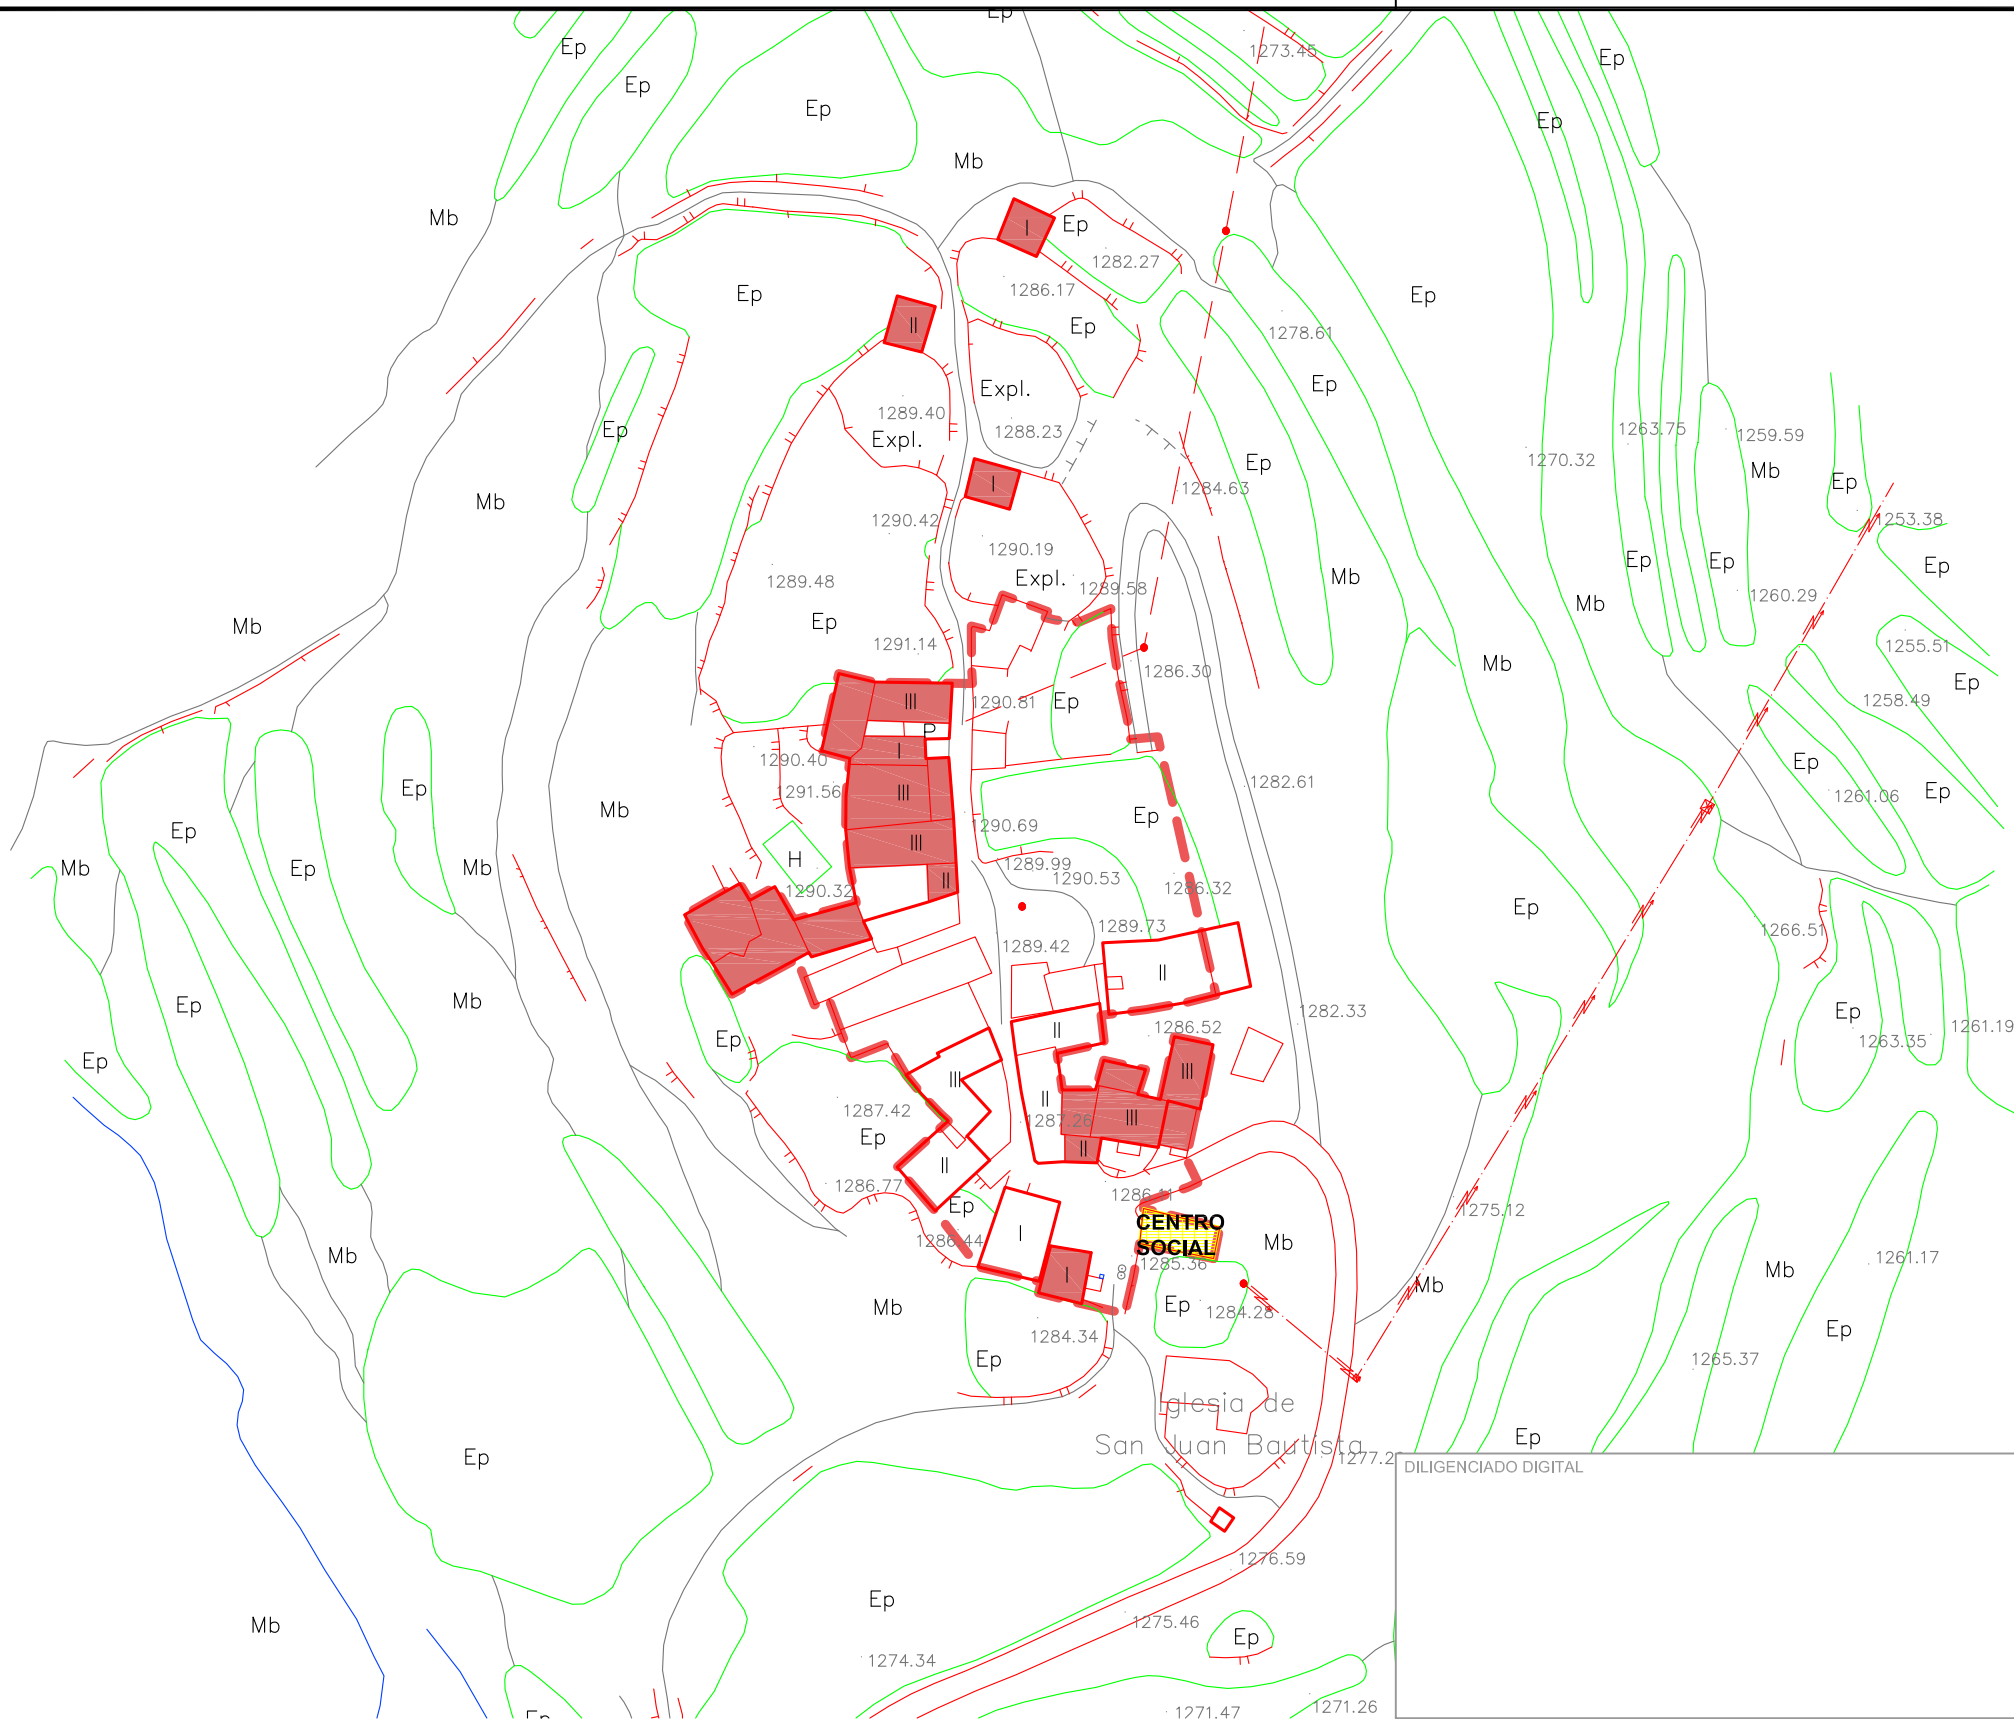 Ep
Ep
1273.45
Ep
Ep
Ep
Ep
Mb
Mb
I
Ep
1282.27
Ep
1286.17
Ep
II
Ep
1278.61
Ep
Expl.
1289.40
Expl.
1288.23
Ep
1263.75
1259.59
Ep
1270.32
Mb
Ep
I
1284.63
Mb
1290.42
1253.38
1290.19
Ep
Ep
Ep
Expl.
Mb
1289.48
1289.58
1260.29
Mb
Mb
Ep
1291.14
1255.51
1286.30
Mb
Ep
III
1290.81
Ep
1258.49
P
I
1290.40
Ep
1282.61
Ep
1291.56
III
1261.06
Ep
Mb
Ep
1290.69
Ep
III
H
1289.99
Mb
Ep
Mb
1290.53
II
1286.32
1290.32
Ep
1289.73
1266.51
1289.42
II
Mb
Ep
1282.33
Ep
II
1286.52
1261.19
Ep
1263.35
Ep
III
III
II
1287.42
1287.26
III
Ep
II
II
1286.77
1286.11
Ep
1275.12
CENTRO
I
1286.44
Mb
SOCIAL
Mb
1261.17
1285.36
I
8
Mb
Mb
Ep
1284.28
Mb
1284.34
Ep
Ep
1265.37
Iglesia de
San Juan Bautista
Ep
Ep
1277.2
DILIGENCIADO DIGITAL
1276.59
Ep
Mb
1275.46
Ep
1274.34
1271.47
1271.26
Ep